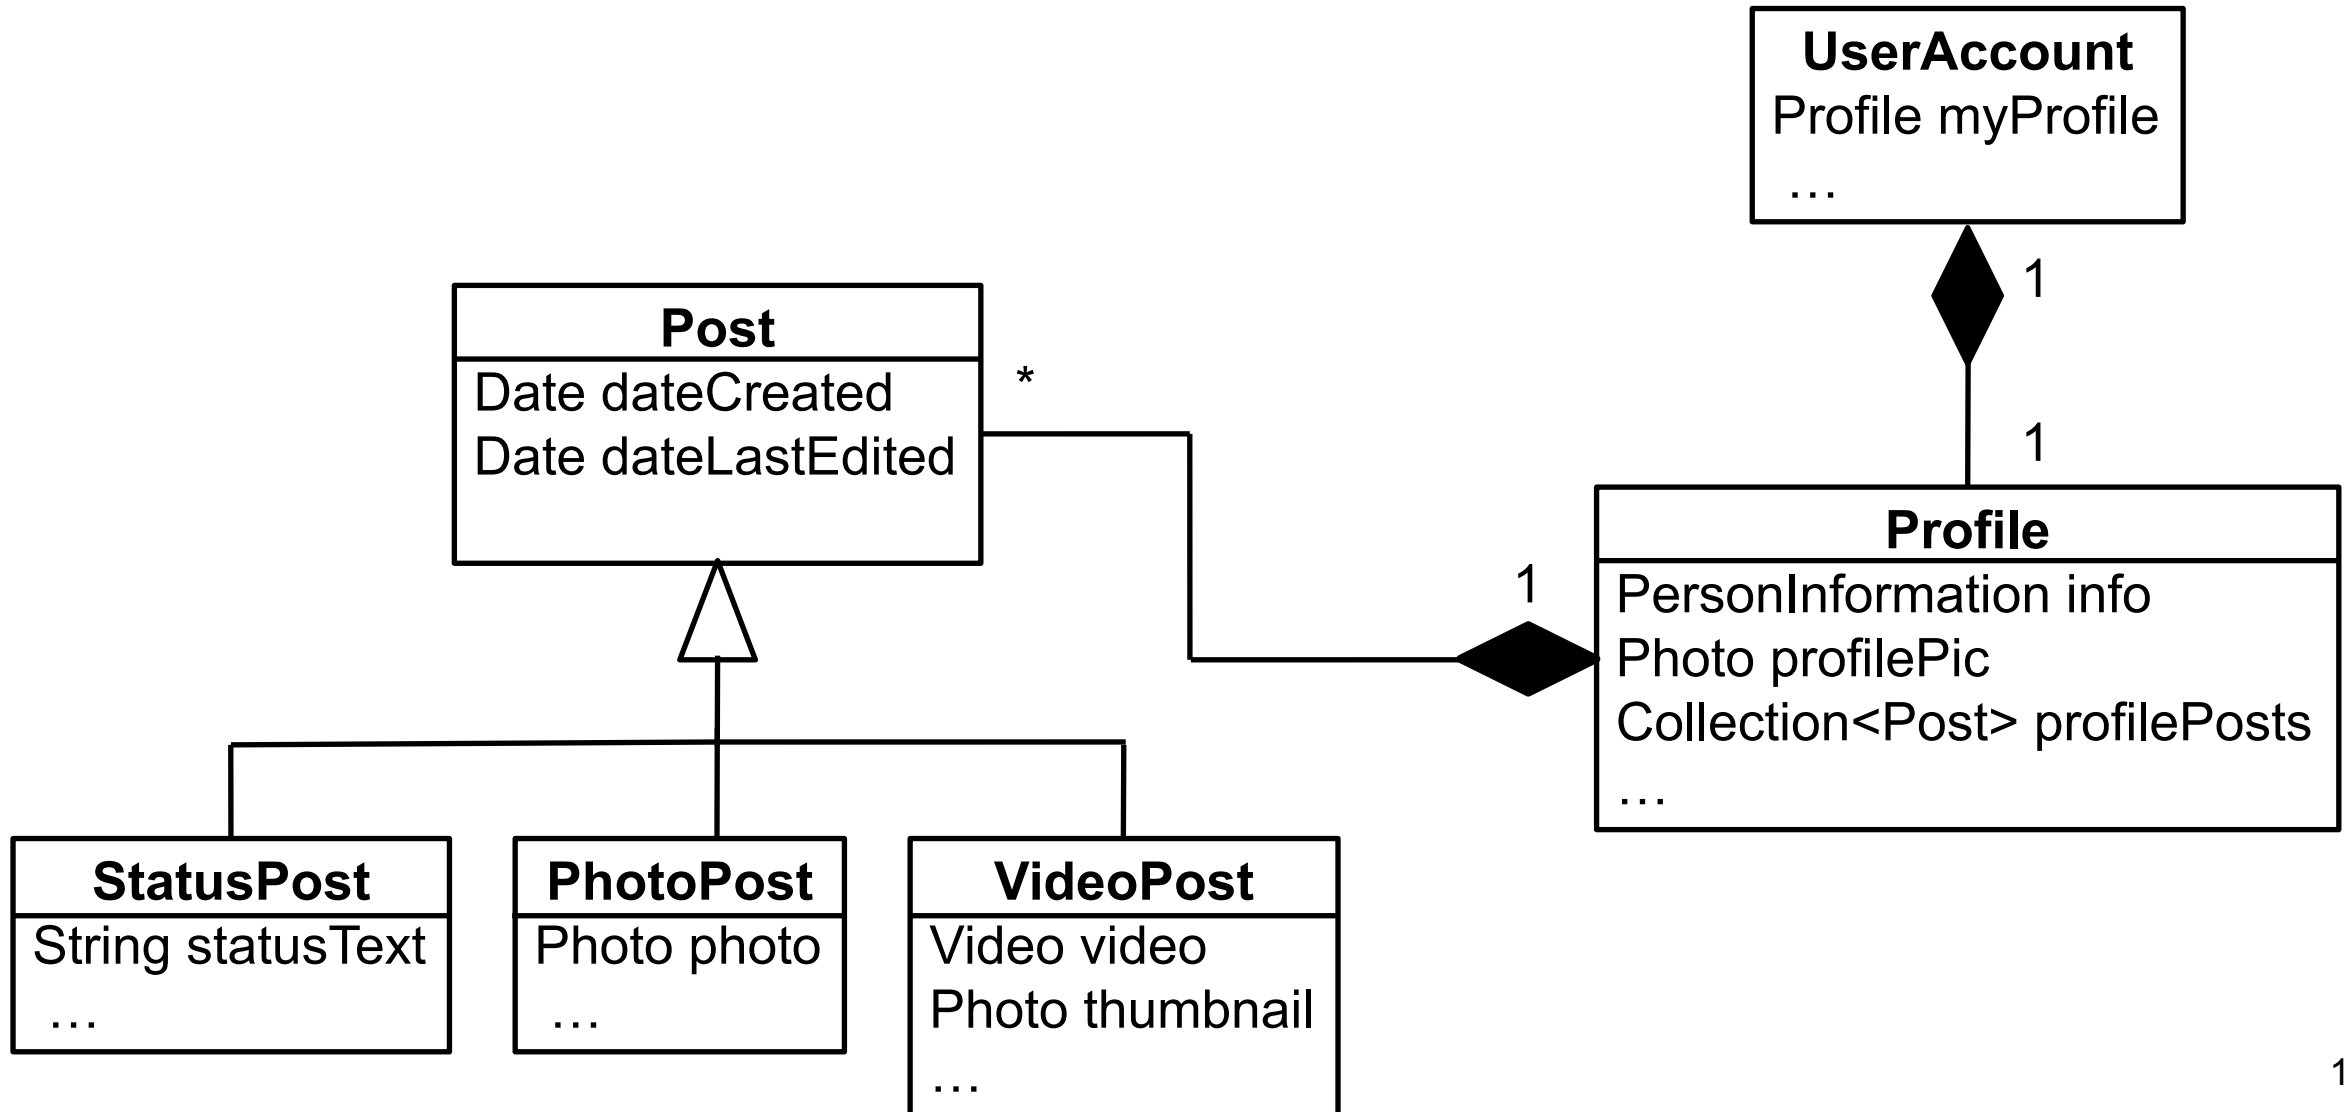 UserAccount
Profile myProfile
…
1
1
Post
Date dateCreated
Date dateLastEdited
*
1
Profile
PersonInformation info
Photo profilePic
Collection<Post> profilePosts
…
StatusPost
String statusText
…
PhotoPost
Photo photo
…
VideoPost
Video video
Photo thumbnail
…
1